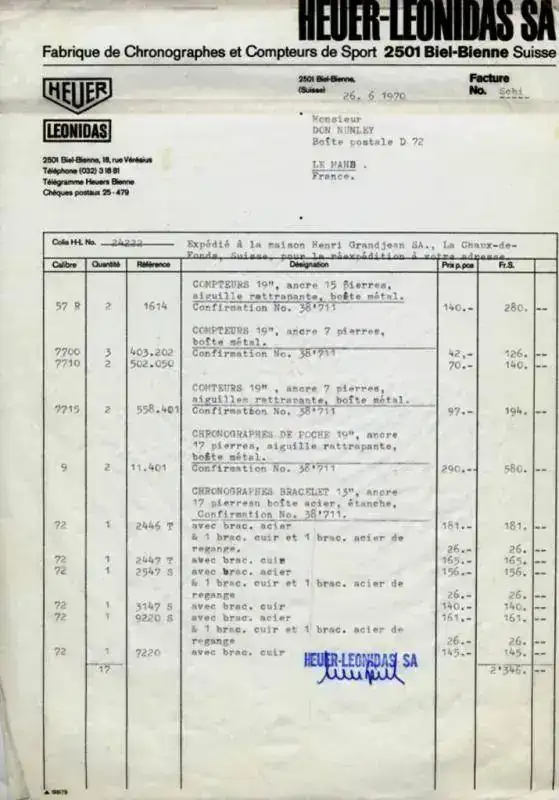 HEUER-LEONIDAS SA
Fabrique de Chronographes et Compteurs de Sport 2501 Biel-Bienne Suisse
HEUER
LEONIDAS
2501 Biel-Bienne, 18, rue Vérésius
Téléphone (032) 3 18 81
Télégramme Heuers Bienne
Chèques postaux 25-479
2501 Biel-Bienne,
(Suisse) 26. 6 1970
Facture
No. Schi
Monsieur
DON NUNLEY
Boîte postale D 72
LE MANS .
France.
Colis H-L No. 24222 Expédié à la maison Henri Grandjean SA., La Chaux-de-
Fonds, Suisse, pour la réexpédition à votre adresse
Calibre Quantité Référence Désignation Prix p. pce Fr.S.
COMPTEURS 19", ancre 15 pierres,
aiguille rattrapante, boîte métal.
57 R 2 1614 Confirmation No. 38'711 140.- 280. --
COMPTEURS 19", ancre 7 pierres,
boîte métal.
7700 3 403.202 Confirmation No. 38'711 42,- 126. --
7710 2 502.050 70.- 140. --
COMTEURS 19" , ancre 7 pierres,
aiguilles rattrapante, boîte métal.
7715 2 558.401 Confirmation No. 38'711 97.- 194. --
CHRONOGRAPHES DE POCHE 19", ancre
17 pierres, aiguille rattrapante,
boîte métal.
9 2 11.401 Confirmation No. 38'711 290.-- 580. --
CHRONOGRAPHES BRACELET 13", ancre
17 pierres boîte acier, étanche,
Confirmation No. 38'711.
72 1 2446 T avec brac. acier 181.-- 181. --
& 1 brac. cuir et 1 brac. acier de
regange. 26.-- 26. --
72 1 2447 T avec brac. cuir 165.-- 165. --
72 1 2547 S avec brac. acier 156.-- 156. --
& 1 brac. cuir et 1 brac. acier de
regange 26.-- 26. --
72 1 3147 S avec brac. cuir 140.-- 140. --
72 1 9220 S avec brac. acier 161.- 161. --
& 1 brac. cuir et 1 brac. acier de
regange 26.-- 26. --
72 1 7220 avec brac. cuir 145.-- 145. --
17 2'346. --
HEUER-LEONIDAS SA